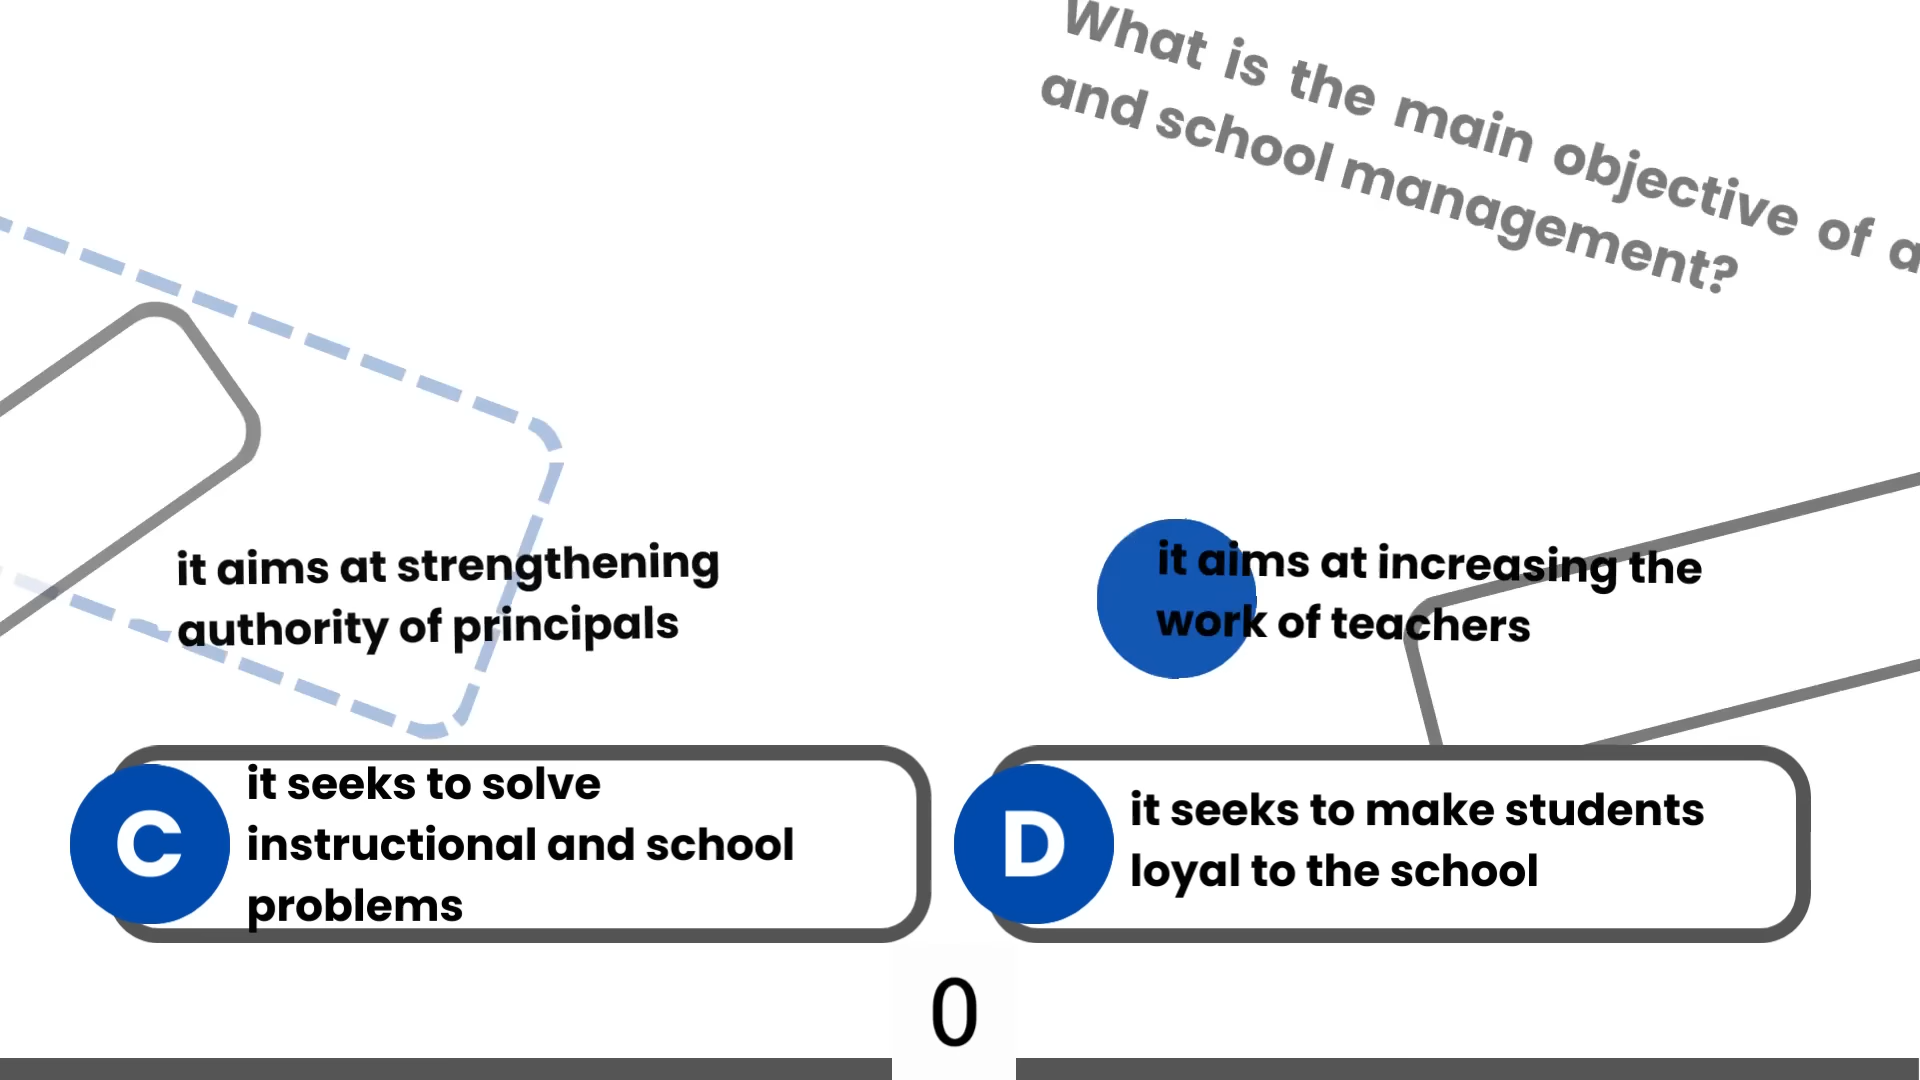 What is the main objective of
and school management?
it aims at strengthening
authority of principals
it aims at increasing the
work of teachers
C
it seeks to solve
instructional and school
problems
D
it seeks to make students
loyal to the school
0